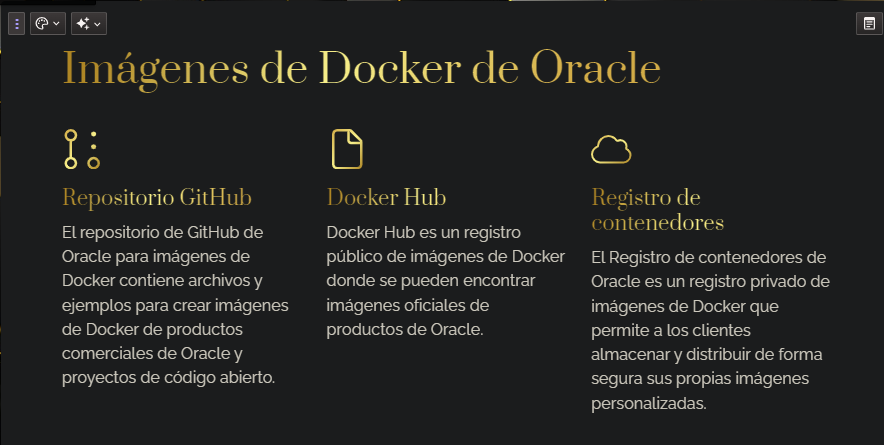 Imágenes de Docker de Oracle
Repositorio GitHub
El repositorio de GitHub de
Oracle para imágenes de
Docker contiene archivos y
ejemplos para crear imágenes
de Docker de productos
comerciales de Oracle y
proyectos de código abierto.
Docker Hub
Docker Hub es un registro
público de imágenes de Docker
donde se pueden encontrar
imágenes oficiales de
productos de Oracle.
Registro de
contenedores
El Registro de contenedores de
Oracle es un registro privado de
imágenes de Docker que
permite a los clientes
almacenar y distribuir de forma
segura sus propias imágenes
personalizadas.